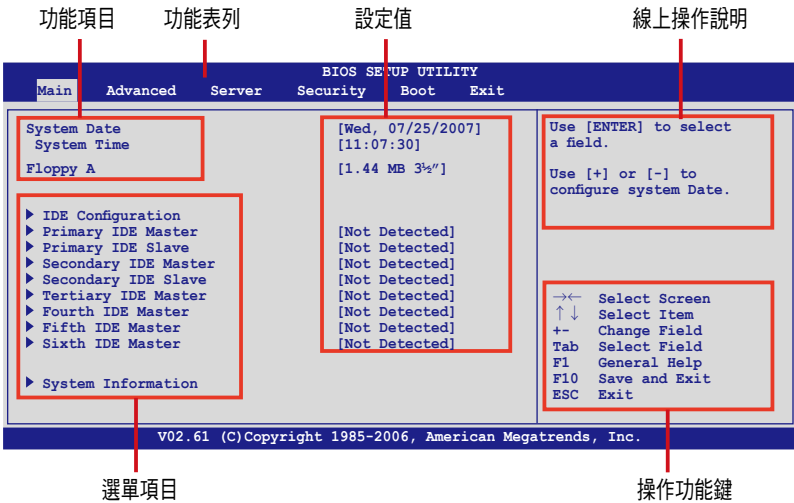 功能項目 功能表列 設定值 線上操作說明
BIOS SETUP UTILITY
Main Advanced Server Security Boot Exit
System Date [Wed, 07/25/2007]
System Time [11:07:30]
Floppy A [1.44 MB 3½″]
Use [ENTER] to select
a field.
Use [+] or [-] to
configure system Date.
IDE Configuration
Primary IDE Master [Not Detected]
Primary IDE Slave [Not Detected]
Secondary IDE Master [Not Detected]
Secondary IDE Slave [Not Detected]
Tertiary IDE Master [Not Detected]
Fourth IDE Master [Not Detected]
Fifth IDE Master [Not Detected]
Sixth IDE Master [Not Detected]
System Information
→← Select Screen
↑↓ Select Item
+- Change Field
Tab Select Field
F1 General Help
F10 Save and Exit
ESC Exit
V02.61 (C)Copyright 1985-2006, American Megatrends, Inc.
選單項目 操作功能鍵